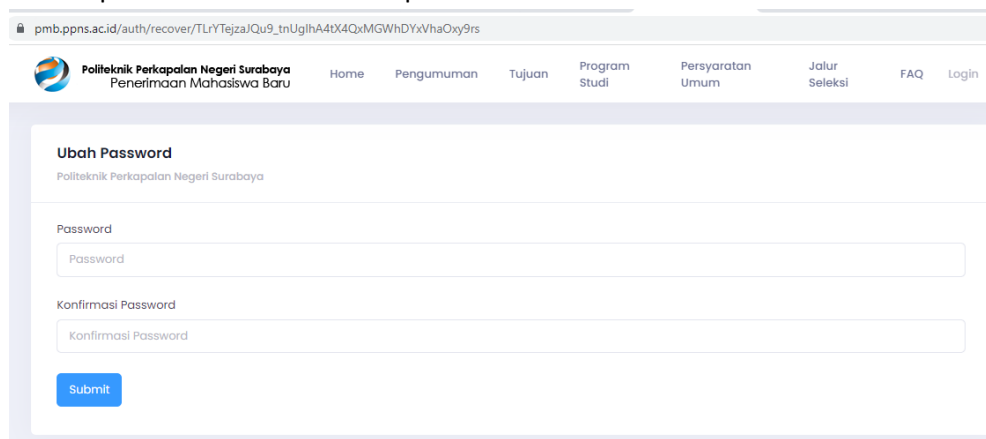 pmb.ppns.ac.id/auth/recover/TLrYTejzaJQu9_tnUgIhA4tX4QxMGWhDYxVhaOxy9rs
Politeknik Perkapalan Negeri Surabaya
Penerimaan Mahasiswa Baru
Home
Pengumuman
Tujuan
Program
Studi
Persyaratan
Umum
Jalur
Seleksi
FAQ
Login
Ubah Password
Politeknik Perkapalan Negeri Surabaya
Password
Password
Konfirmasi Password
Konfirmasi Password
Submit